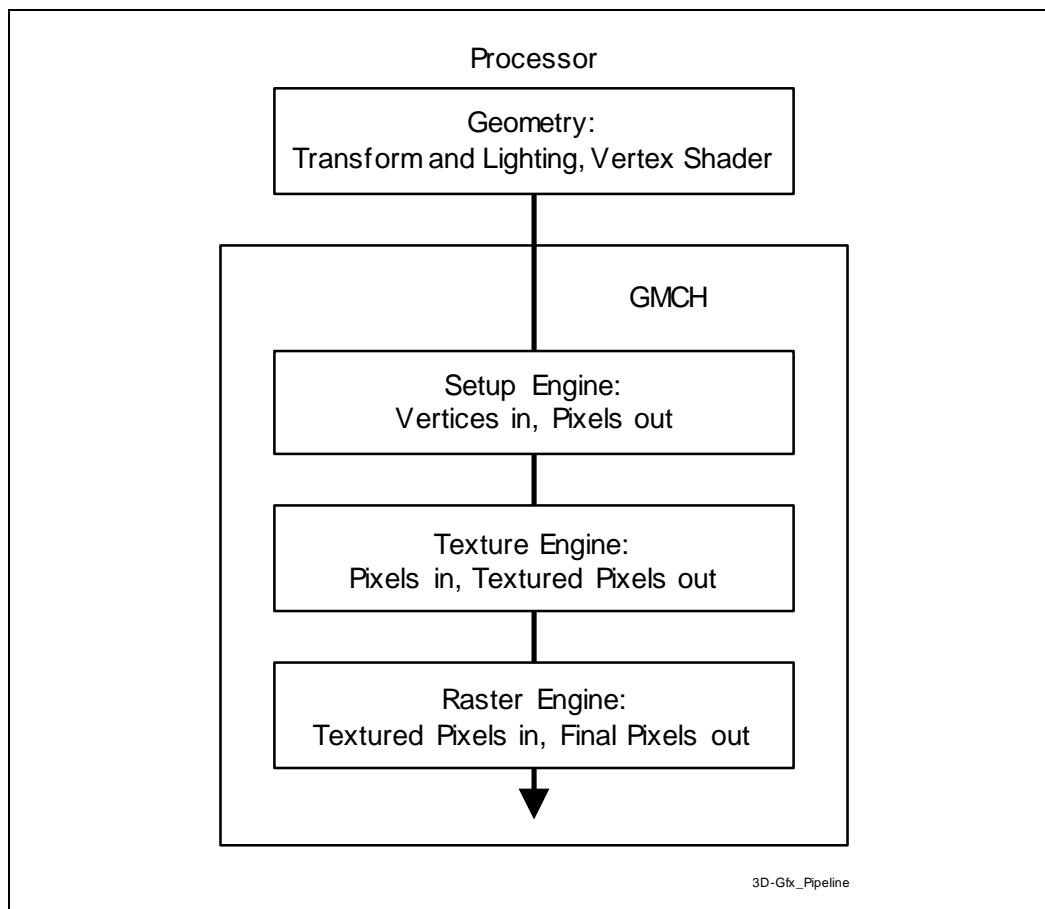 Processor
Geometry:
Transform and Lighting, Vertex Shader
GMCH
Setup Engine:
Vertices in, Pixels out
Texture Engine:
Pixels in, Textured Pixels out
Raster Engine:
Textured Pixels in, Final Pixels out
3D-Gfx_Pipeline